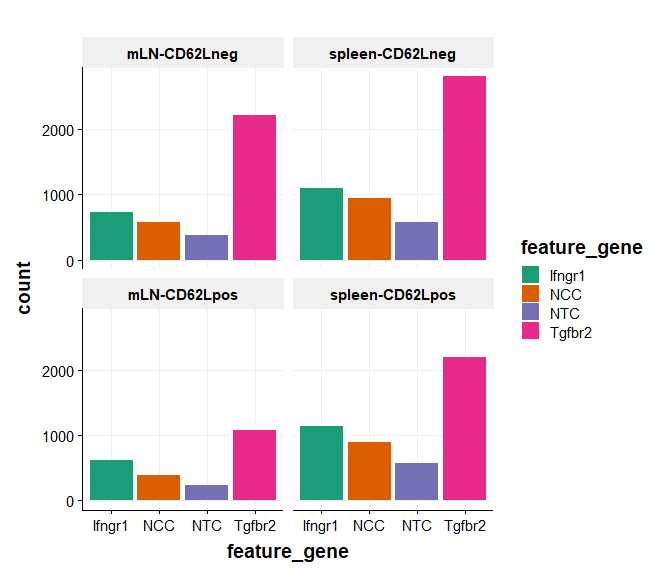 mLN-CD62Lneg
spleen-CD62Lneg
2000
1000
0
mLN-CD62Lpos
spleen-CD62Lpos
2000
1000
0
Ifngr1 NCC NTC Tgfbr2
Ifngr1 NCC NTC Tgfbr2
feature_gene
count
feature_gene
Ifngr1
NCC
NTC
Tgfbr2